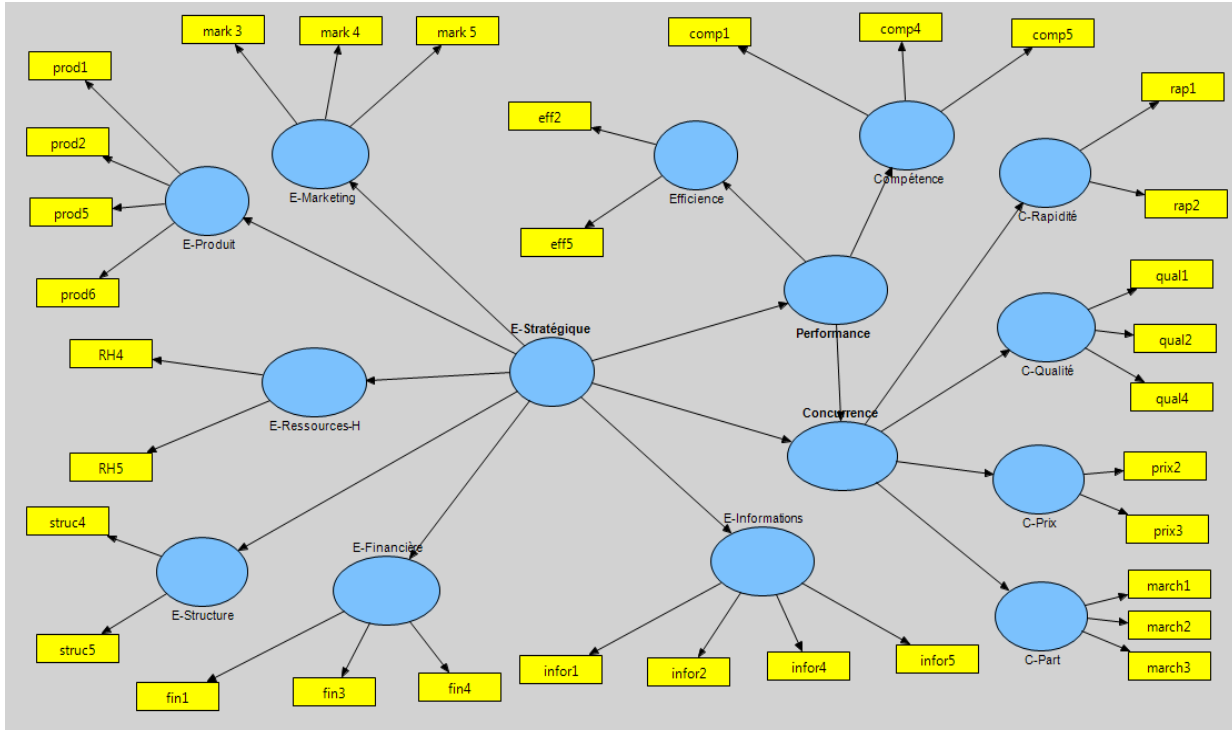 mark 3
mark 4
mark 5
comp1
comp4
comp5
prod1
rap1
eff2
prod2
E-Marketing
Efficience
Compétence
prod5
rap2
C-Rapidité
E-Produit
eff5
prod6
qual1
E-Stratégique
Performance
qual2
RH4
C-Qualité
qual4
Concurrence
E-Ressources-H
RH5
prix2
struc4
E-Informations
C-Prix
prix3
E-Financière
march1
E-Structure
march2
struc5
infor1
infor2
infor4
infor5
C-Part
march3
fin1
fin3
fin4